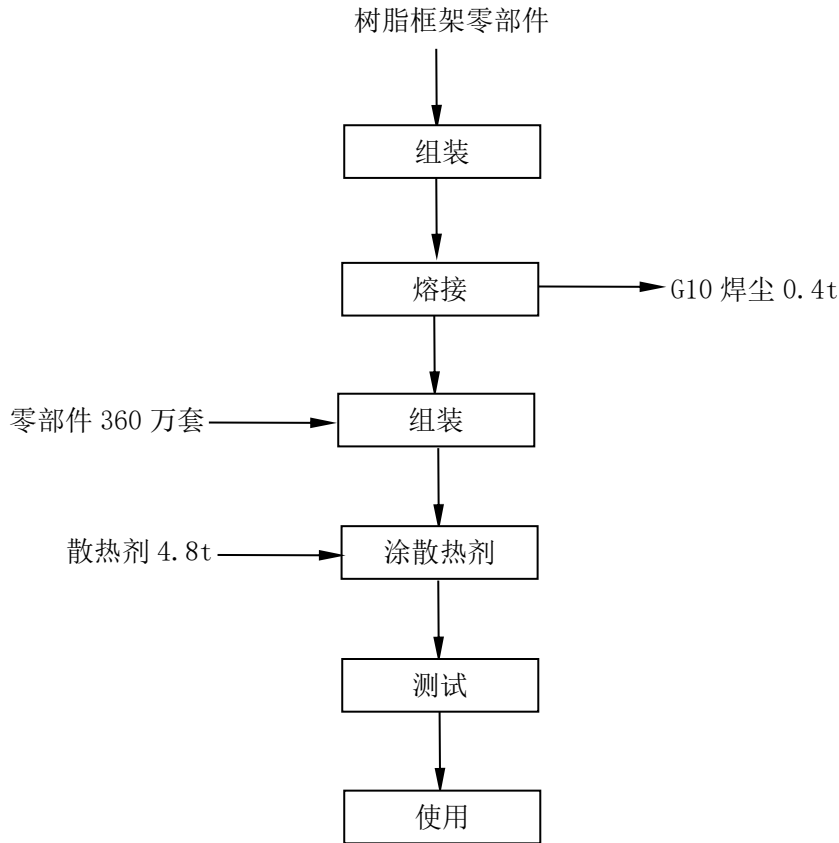 树脂框架零部件
组装
熔接
G10 焊尘 0.4t
零部件 360 万套
组装
散热剂 4.8t
涂散热剂
测试
使用